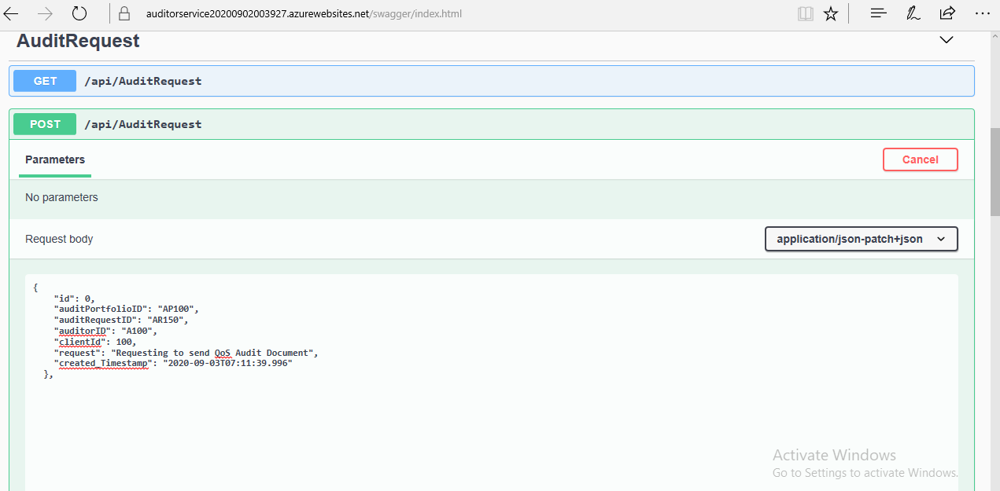 auditorservice20200902003927.azurewebsites.net/swagger/index.html
AuditRequest
GET /api/AuditRequest
POST /api/AuditRequest
Parameters
Cancel
No parameters
Request body
application/json-patch+json
{
"id": 0,
"auditPortfolioID": "AP100",
"auditRequestID": "AR150",
"auditorID": "A100",
"clientId": 100,
"request": "Requesting to send QoS Audit Document",
"created_Timestamp": "2020-09-03T07:11:39.996"
},
Activate Windows
Go to Settings to activate Windows.